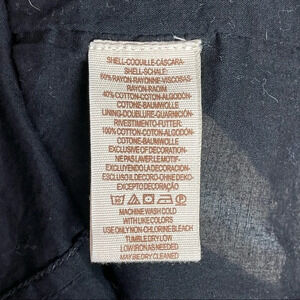 SHELL-COQUILLE-CÁSCARA-
SHELL-SCHALE:
60% RAYON-RAYONNE-VISCOSAS-
RAYON-RADIM
40% COTTON-COTON-ALGODÓN-
COTONE-BAUMWOLLE
LINING-DOUBLURE-GUARNICIÓN-
RIVESTIMENTO-FUTTER:
100% COTTON-COTON-ALGODÓN-
COTONE-BAUMWOLLE
EXCLUSIVE OF DECORATION-
NE PAS LAVER LE MOTIF-
EXCLUYENDO LA DECORACION-
ESCLUSO IL DECORO-OHNE DEKO-
EXCEPTO DECORAÇÃO
MACHINE WASH COLD
WITH LIKE COLORS
USE ONLY NON-CHLORINE BLEACH
TUMBLE DRY LOW
LOW IRON AS NEEDED
MAY BE DRY CLEANED